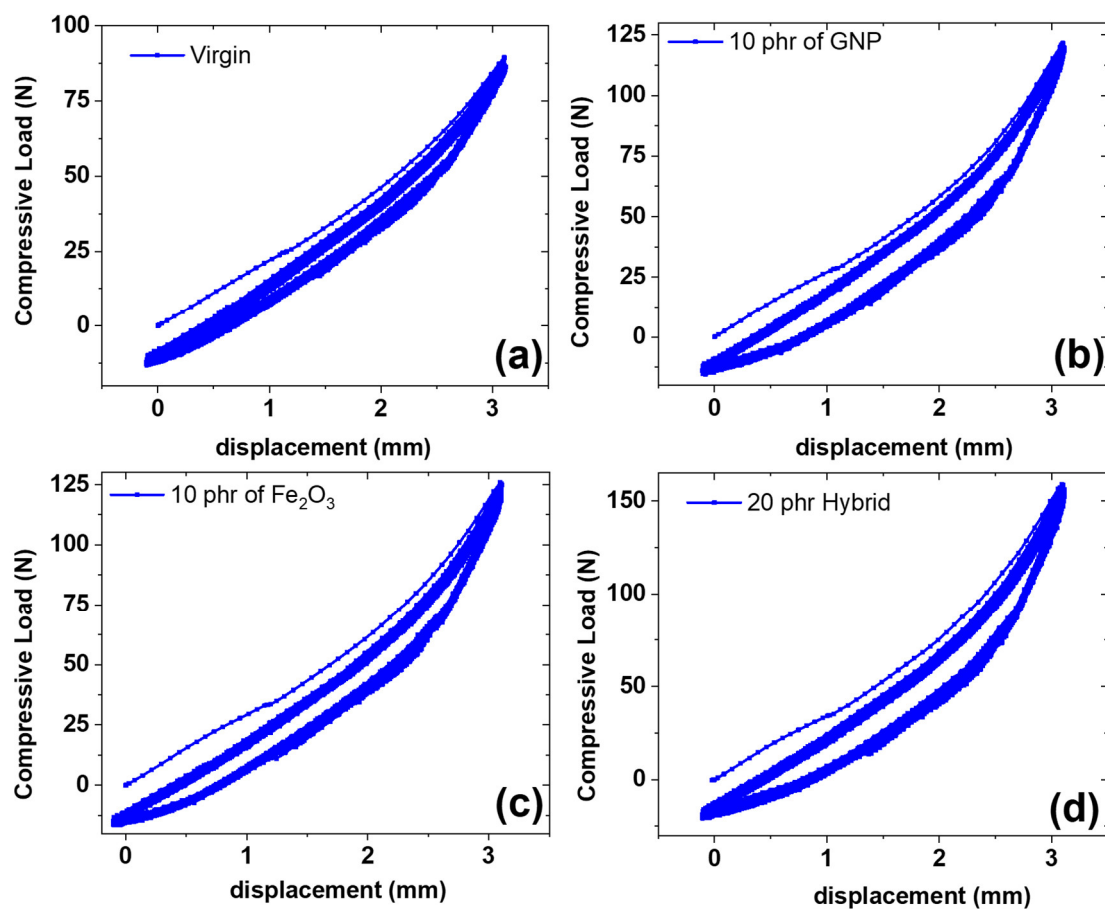 100
Virgin
75
50
25
0
Compressive Load (N)
(a)
0 1 2 3
displacement (mm)
125
10 phr of GNP
100
75
50
25
0
Compressive Load (N)
(b)
0 1 2 3
displacement (mm)
125
10 phr of Fe₂O₃
100
75
50
25
0
Compressive Load (N)
(c)
0 1 2 3
displacement (mm)
150
20 phr Hybrid
100
50
0
Compressive Load (N)
(d)
0 1 2 3
displacement (mm)